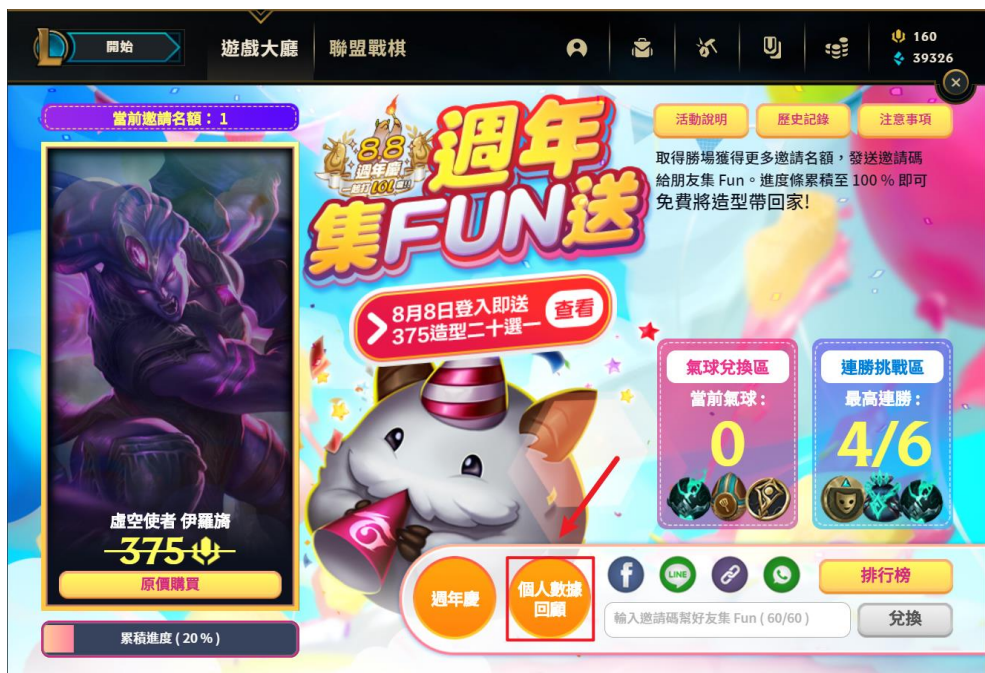 開始
遊戲大廳
聯盟戰棋
160
39326
當前邀請名額：1
8.8
週年慶
一起打LOL喔!!
週年
集FUN送
8月8日登入即送
375造型二十選一
查看
活動說明
歷史記錄
注意事項
取得勝場獲得更多邀請名額，發送邀請碼
給朋友集 Fun。進度條累積至 100 % 即可
免費將造型帶回家!
氣球兌換區
當前氣球：
0
連勝挑戰區
最高連勝：
4/6
虛空使者 伊羅旖
375
原價購買
累積進度 ( 20 % )
週年慶
個人數據
回顧
LINE
排行榜
輸入邀請碼幫好友集 Fun ( 60/60 )
兌換